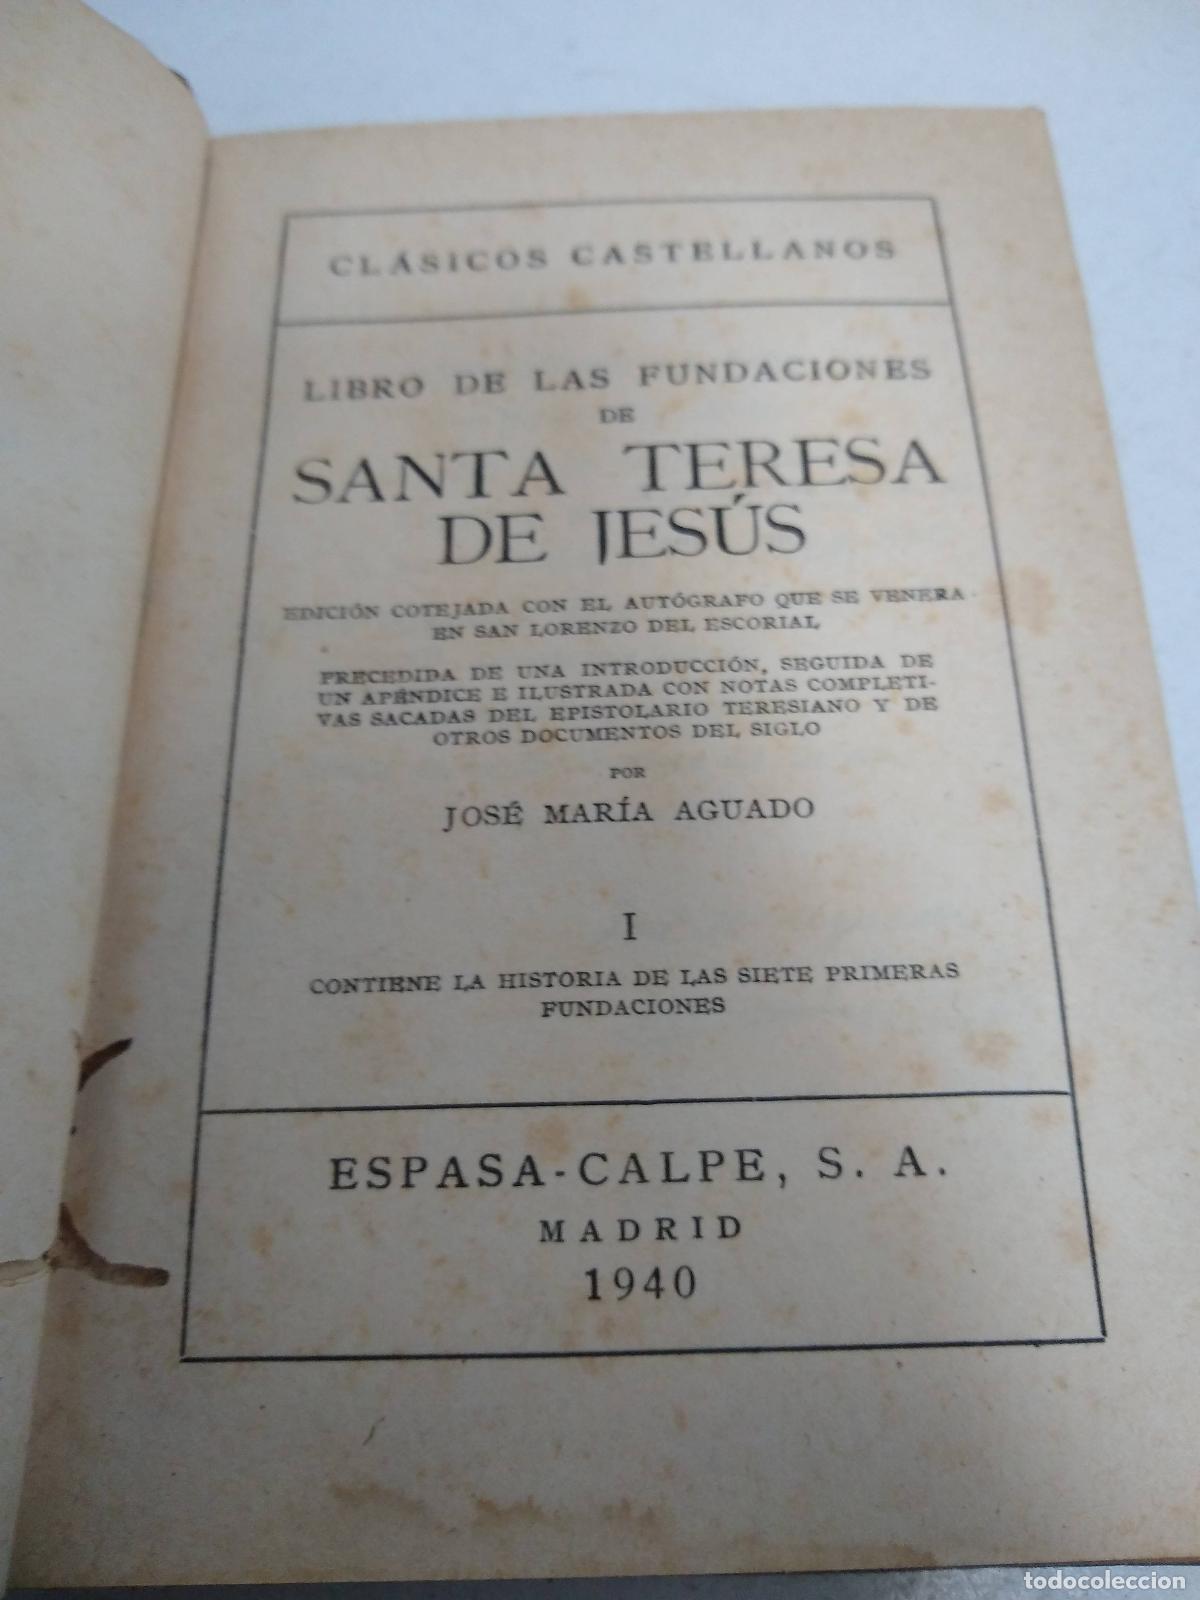 CLÁSICOS CASTELLANOS
LIBRO DE LAS FUNDACIONES
DE
SANTA TERESA
DE JESÚS
EDICIÓN COTEJADA CON EL AUTÓGRAFO QUE SE VENERA
EN SAN LORENZO DEL ESCORIAL
PRECEDIDA DE UNA INTRODUCCIÓN, SEGUIDA DE
UN APÉNDICE E ILUSTRADA CON NOTAS COMPLETI-
VAS SACADAS DEL EPISTOLARIO TERESIANO Y DE
OTROS DOCUMENTOS DEL SIGLO
POR
JOSÉ MARÍA AGUADO
I
CONTIENE LA HISTORIA DE LAS SIETE PRIMERAS
FUNDACIONES
ESPASA-CALPE, S. A.
MADRID
1940
todocoleccion